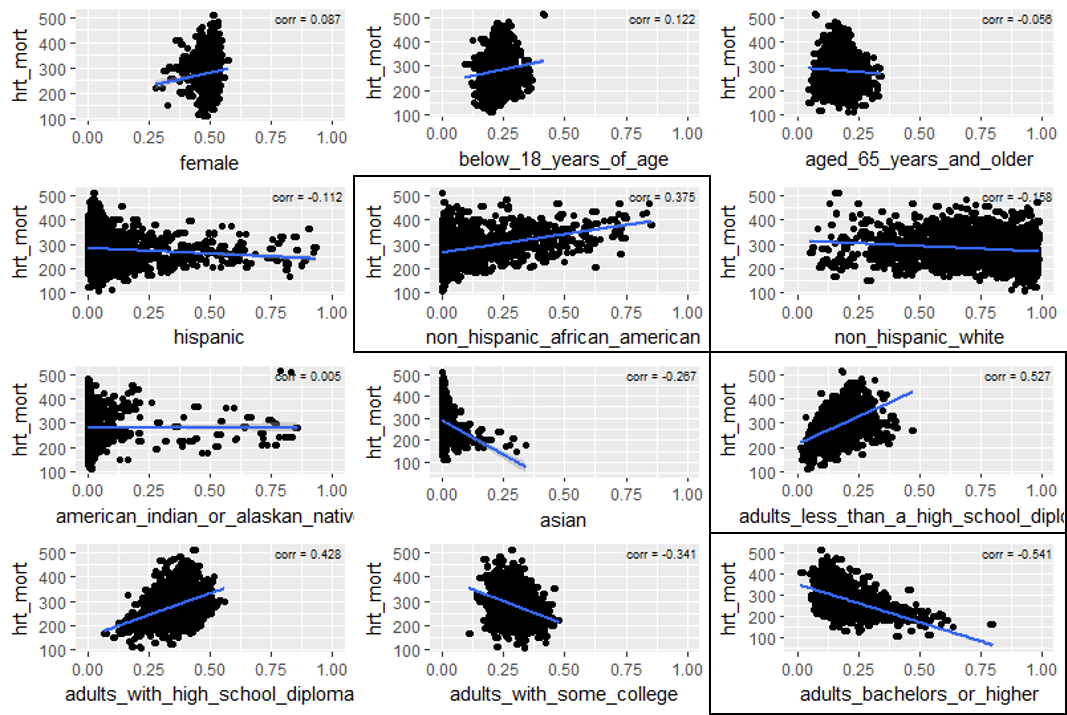 corr = 0.087
hrt_mort
500
400
300
200
100
0.00 0.25 0.50 0.75 1.00
female
corr = 0.122
hrt_mort
500
400
300
200
100
0.00 0.25 0.50 0.75 1.00
below_18_years_of_age
corr = -0.056
hrt_mort
500
400
300
200
100
0.00 0.25 0.50 0.75 1.00
aged_65_years_and_older
corr = -0.112
hrt_mort
500
400
300
200
100
0.00 0.25 0.50 0.75 1.00
hispanic
corr = 0.375
hrt_mort
500
400
300
200
100
0.00 0.25 0.50 0.75 1.00
non_hispanic_african_american
corr = -0.158
hrt_mort
500
400
300
200
100
0.00 0.25 0.50 0.75 1.00
non_hispanic_white
corr = 0.005
hrt_mort
500
400
300
200
100
0.00 0.25 0.50 0.75 1.00
american_indian_or_alaskan_nativ
corr = -0.267
hrt_mort
500
400
300
200
100
0.00 0.25 0.50 0.75 1.00
asian
corr = 0.527
hrt_mort
500
400
300
200
100
0.00 0.25 0.50 0.75 1.00
adults_less_than_a_high_school_diplo
corr = 0.428
hrt_mort
500
400
300
200
100
0.00 0.25 0.50 0.75 1.00
adults_with_high_school_diploma
corr = -0.341
hrt_mort
500
400
300
200
100
0.00 0.25 0.50 0.75 1.00
adults_with_some_college
corr = -0.541
hrt_mort
500
400
300
200
100
0.00 0.25 0.50 0.75 1.00
adults_bachelors_or_higher